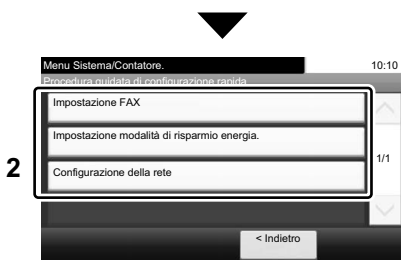 Menu Sistema/Contatore.
10:10
Procedura guidata di configurazione rapida
Impostazione FAX
Impostazione modalità di risparmio energia.
1/1
2
Configurazione della rete
< Indietro